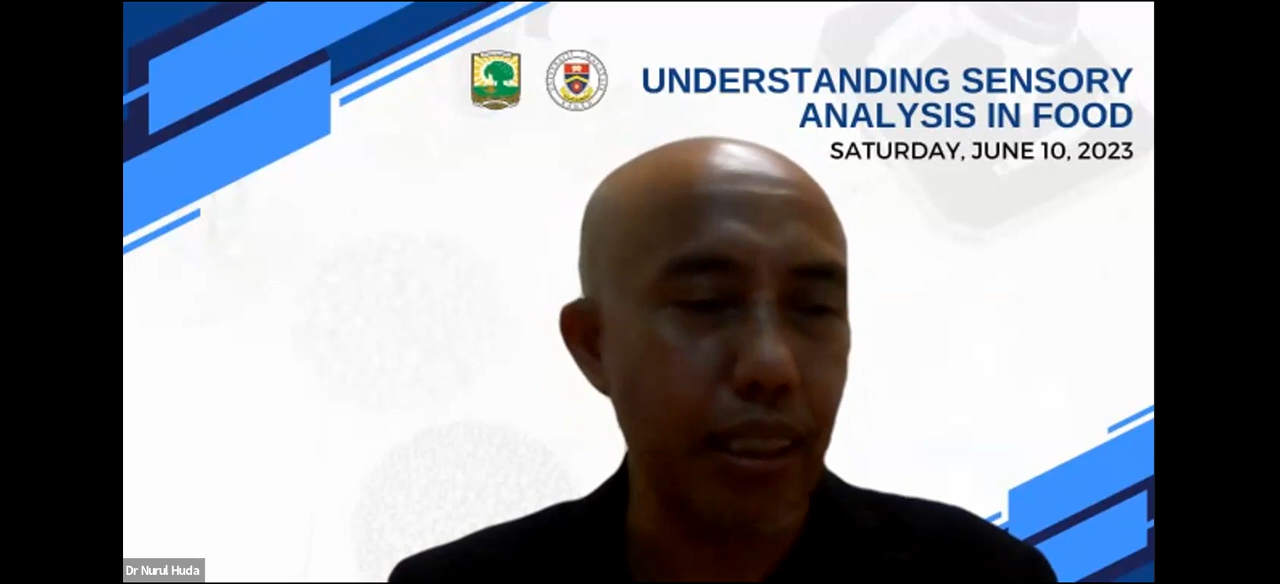 UNDERSTANDING SENSORY
ANALYSIS IN FOOD
SATURDAY, JUNE 10, 2023
Dr Nurul Huda